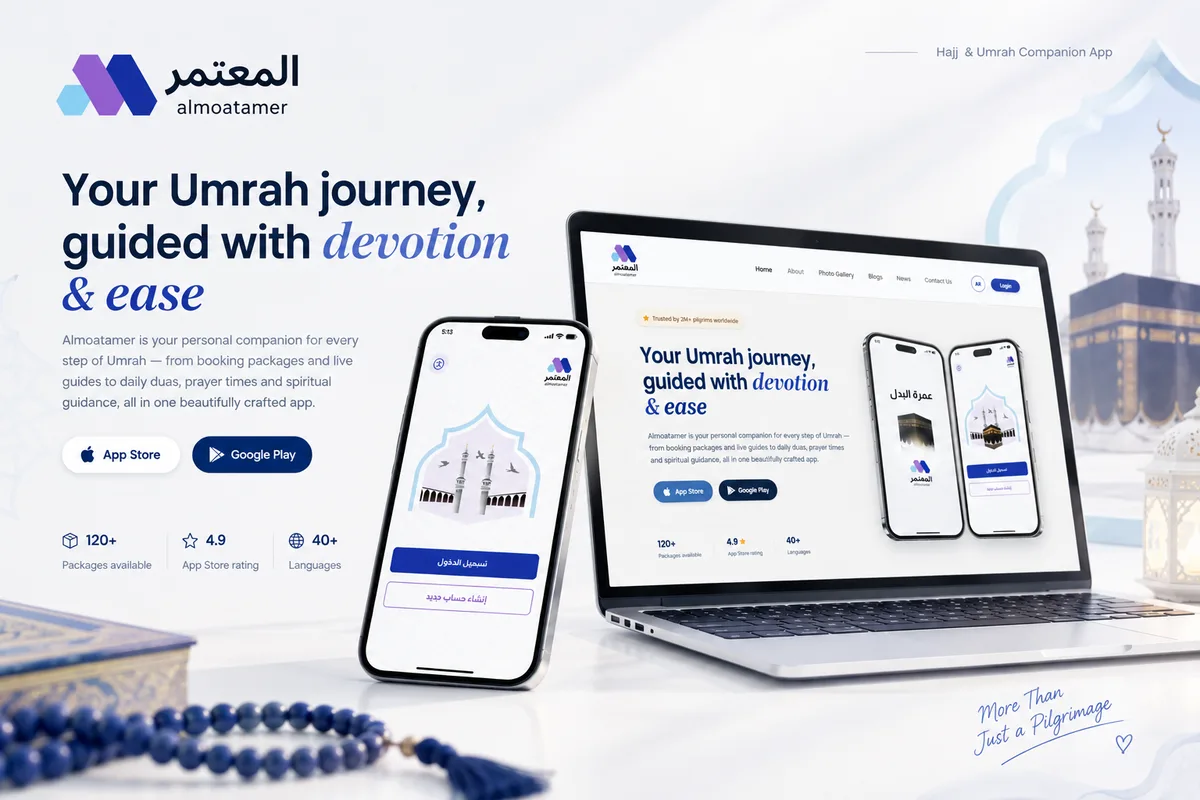 المعتمر
almoatamer
Hajj & Umrah Companion App
Your Umrah journey,
guided with devotion
& ease
Almoatamer is your personal companion for every
step of Umrah — from booking packages and live
guides to daily duas, prayer times and spiritual
guidance, all in one beautifully crafted app.
App Store
Google Play
120+
Packages available
4.9
App Store rating
40+
Languages
5:15
المعتمر
almoatamer
تسجيل الدخول
إنشاء حساب جديد
المعتمر
almoatamer
Home
About
Photo Gallery
Blogs
News
Contact Us
AR
Login
Trusted by 2M+ pilgrims worldwide
Your Umrah journey,
guided with devotion
& ease
Almoatamer is your personal companion for every step of Umrah —
from booking packages and live guides to daily duas, prayer times
and spiritual guidance, all in one beautifully crafted app.
App Store
Google Play
120+
Packages available
4.9
App Store rating
40+
Languages
عمرة البدل
المعتمر
almoatamer
المعتمر
تسجيل الدخول
More Than
Just a Pilgrimage